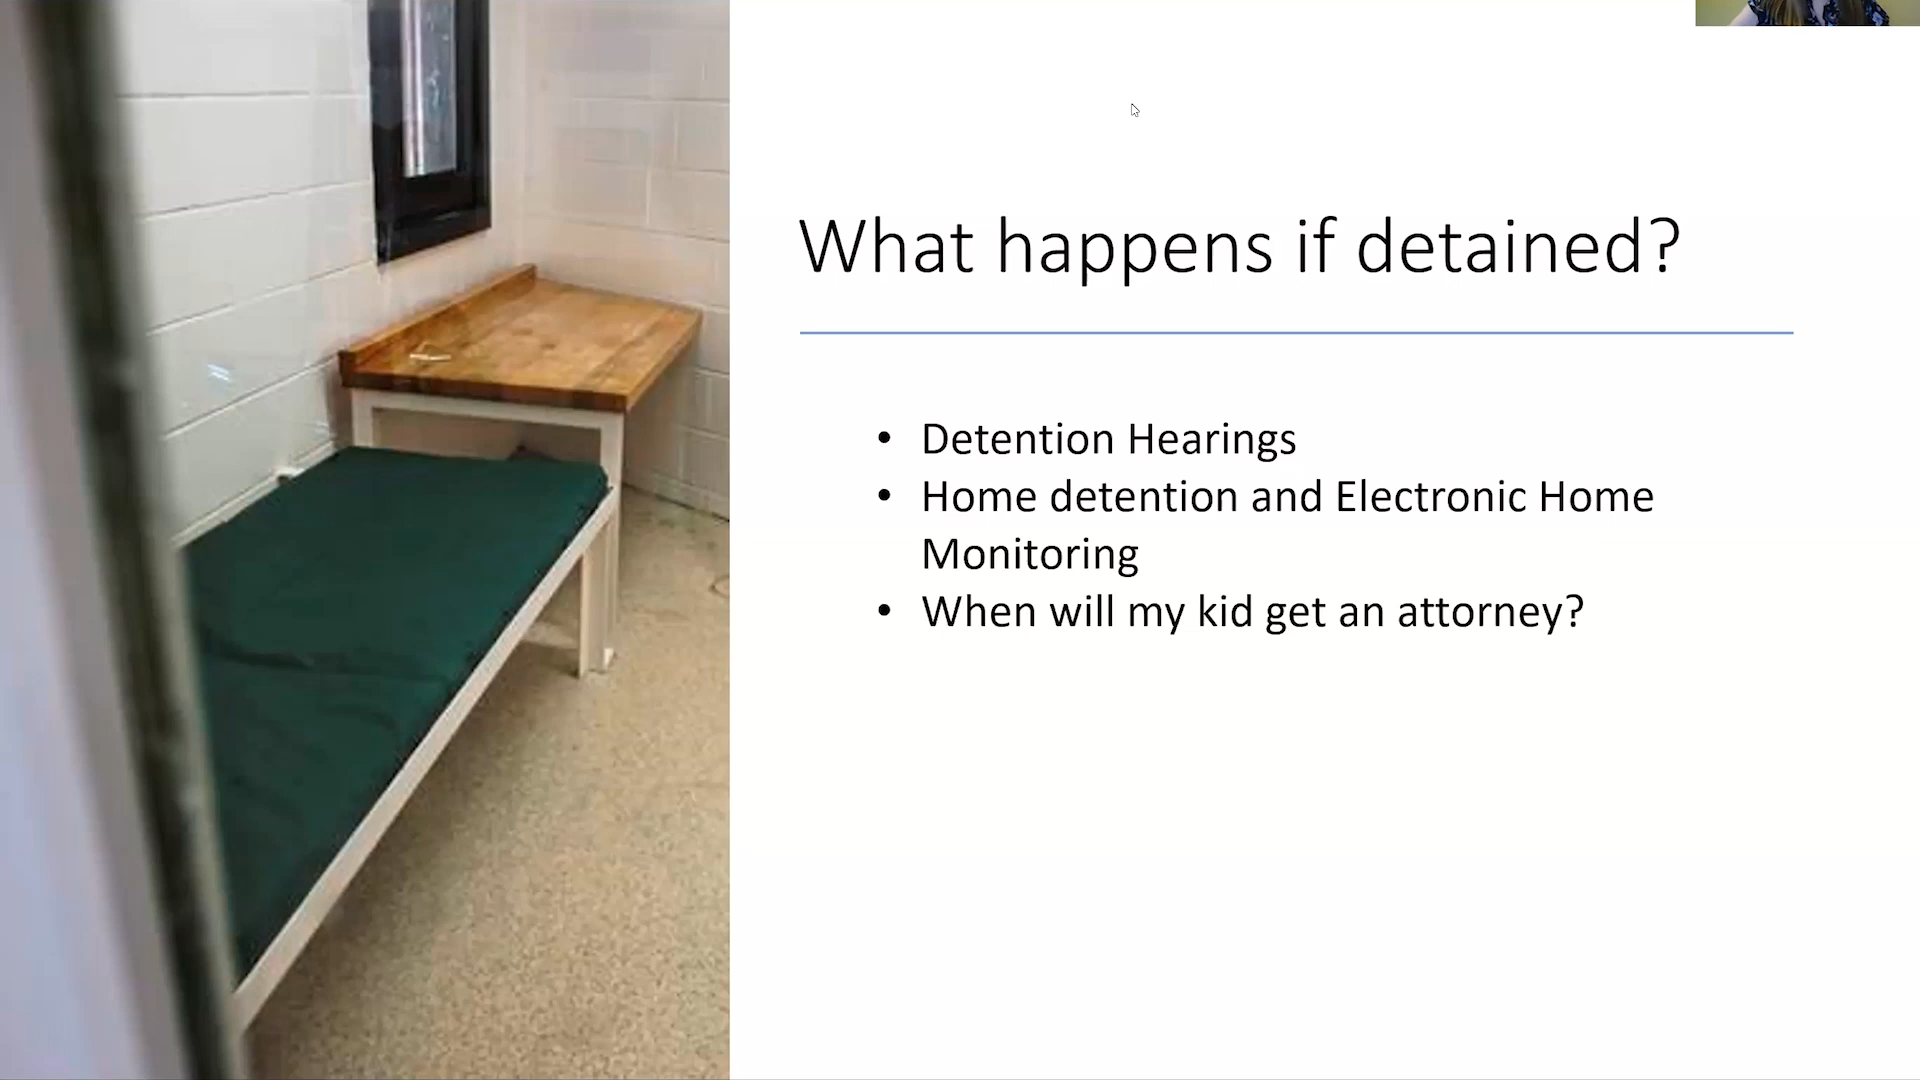 What happens if detained?
• Detention Hearings
• Home detention and Electronic Home
Monitoring
• When will my kid get an attorney?